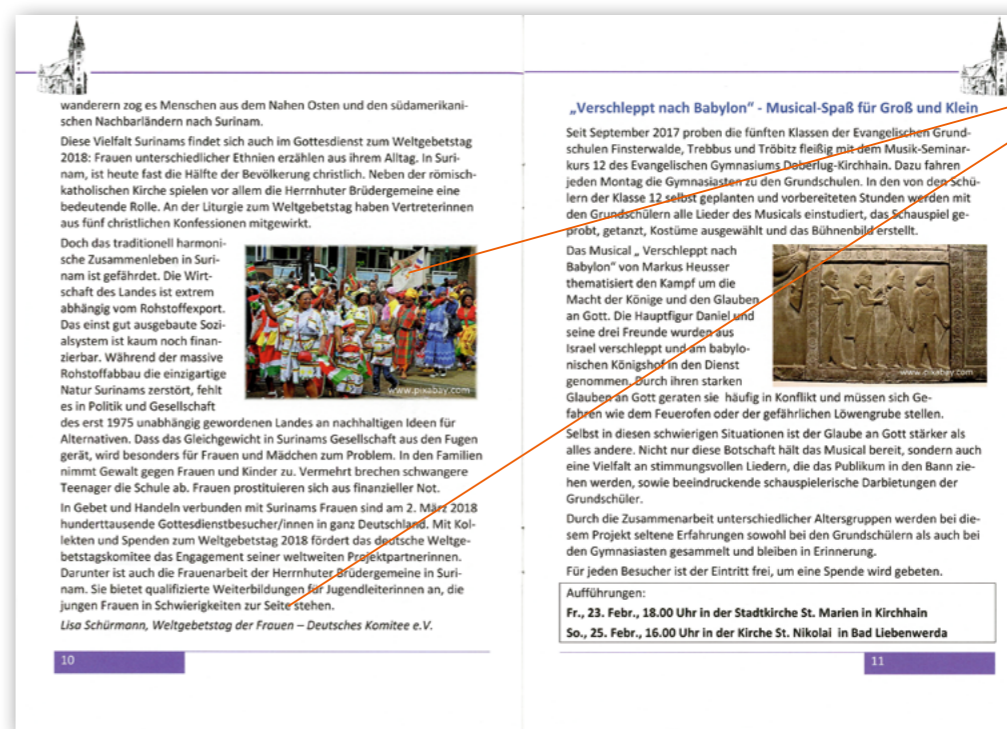 wanderern zog es Menschen aus dem Nahen Osten und den südamerikani-
schen Nachbarländern nach Surinam.
Diese Vielfalt Surinams findet sich auch im Gottesdienst zum Weltgebetstag
2018: Frauen unterschiedlicher Ethnien erzählen aus ihrem Alltag. In Suri-
nam, ist heute fast die Hälfte der Bevölkerung christlich. Neben der römisch-
katholischen Kirche spielen vor allem die Herrnhuter Brüdergemeine eine
bedeutende Rolle. An der Liturgie zum Weltgebetstag haben Vertreterinnen
aus fünf christlichen Konfessionen mitgewirkt.
Doch das traditionell harmoni-
sche Zusammenleben in Suri-
nam ist gefährdet. Die Wirt-
schaft des Landes ist extrem
abhängig vom Rohstoffexport.
Das einst gut ausgebaute Sozi-
alsystem ist kaum noch finan-
zierbar. Während der massive
Rohstoffabbau die einzigartige
Natur Surinams zerstört, fehlt
es in Politik und Gesellschaft
www.pixabay.com
des erst 1975 unabhängig gewordenen Landes an nachhaltigen Ideen für
Alternativen. Dass das Gleichgewicht in Surinams Gesellschaft aus den Fugen
gerät, wird besonders für Frauen und Mädchen zum Problem. In den Familien
nimmt Gewalt gegen Frauen und Kinder zu. Vermehrt brechen schwangere
Teenager die Schule ab. Frauen prostituieren sich aus finanzieller Not.
In Gebet und Handeln verbunden mit Surinams Frauen sind am 2. März 2018
hunderttausende Gottesdienstbesucher/innen in ganz Deutschland. Mit Kol-
lekten und Spenden zum Weltgebetstag 2018 fördert das deutsche Weltge-
betstagskomitee das Engagement seiner weltweiten Projektpartnerinnen.
Darunter ist auch die Frauenarbeit der Herrnhuter Brüdergemeine in Suri-
nam. Sie bietet qualifizierte Weiterbildungen für Jugendleiterinnen an, die
jungen Frauen in Schwierigkeiten zur Seite stehen.
Lisa Schürmann, Weltgebetstag der Frauen – Deutsches Komitee e.V.
10
„Verschleppt nach Babylon“ - Musical-Spaß für Groß und Klein
Seit September 2017 proben die fünften Klassen der Evangelischen Grund-
schulen Finsterwalde, Trebbus und Tröbitz fleißig mit dem Musik-Seminar-
kurs 12 des Evangelischen Gymnasiums Doberlug-Kirchhain. Dazu fahren
jeden Montag die Gymnasiasten zu den Grundschulen. In den von den Schü-
lern der Klasse 12 selbst geplanten und vorbereiteten Stunden werden mit
den Grundschülern alle Lieder des Musicals einstudiert, das Schauspiel ge-
probt, getanzt, Kostüme ausgewählt und das Bühnenbild erstellt.
Das Musical „ Verschleppt nach
Babylon“ von Markus Heusser
thematisiert den Kampf um die
Macht der Könige und den Glauben
an Gott. Die Hauptfigur Daniel und
seine drei Freunde wurden aus
Israel verschleppt und am babylo-
nischen Königshof in den Dienst
genommen. Durch ihren starken
www.pixabay.com
Glauben an Gott geraten sie häufig in Konflikt und müssen sich Ge-
fahren wie dem Feuerofen oder der gefährlichen Löwengrube stellen.
Selbst in diesen schwierigen Situationen ist der Glaube an Gott stärker als
alles andere. Nicht nur diese Botschaft hält das Musical bereit, sondern auch
eine Vielfalt an stimmungsvollen Liedern, die das Publikum in den Bann zie-
hen werden, sowie beeindruckende schauspielerische Darbietungen der
Grundschüler.
Durch die Zusammenarbeit unterschiedlicher Altersgruppen werden bei die-
sem Projekt seltene Erfahrungen sowohl bei den Grundschülern als auch bei
den Gymnasiasten gesammelt und bleiben in Erinnerung.
Für jeden Besucher ist der Eintritt frei, um eine Spende wird gebeten.
Aufführungen:
Fr., 23. Febr., 18.00 Uhr in der Stadtkirche St. Marien in Kirchhain
So., 25. Febr., 16.00 Uhr in der Kirche St. Nikolai in Bad Liebenwerda
11